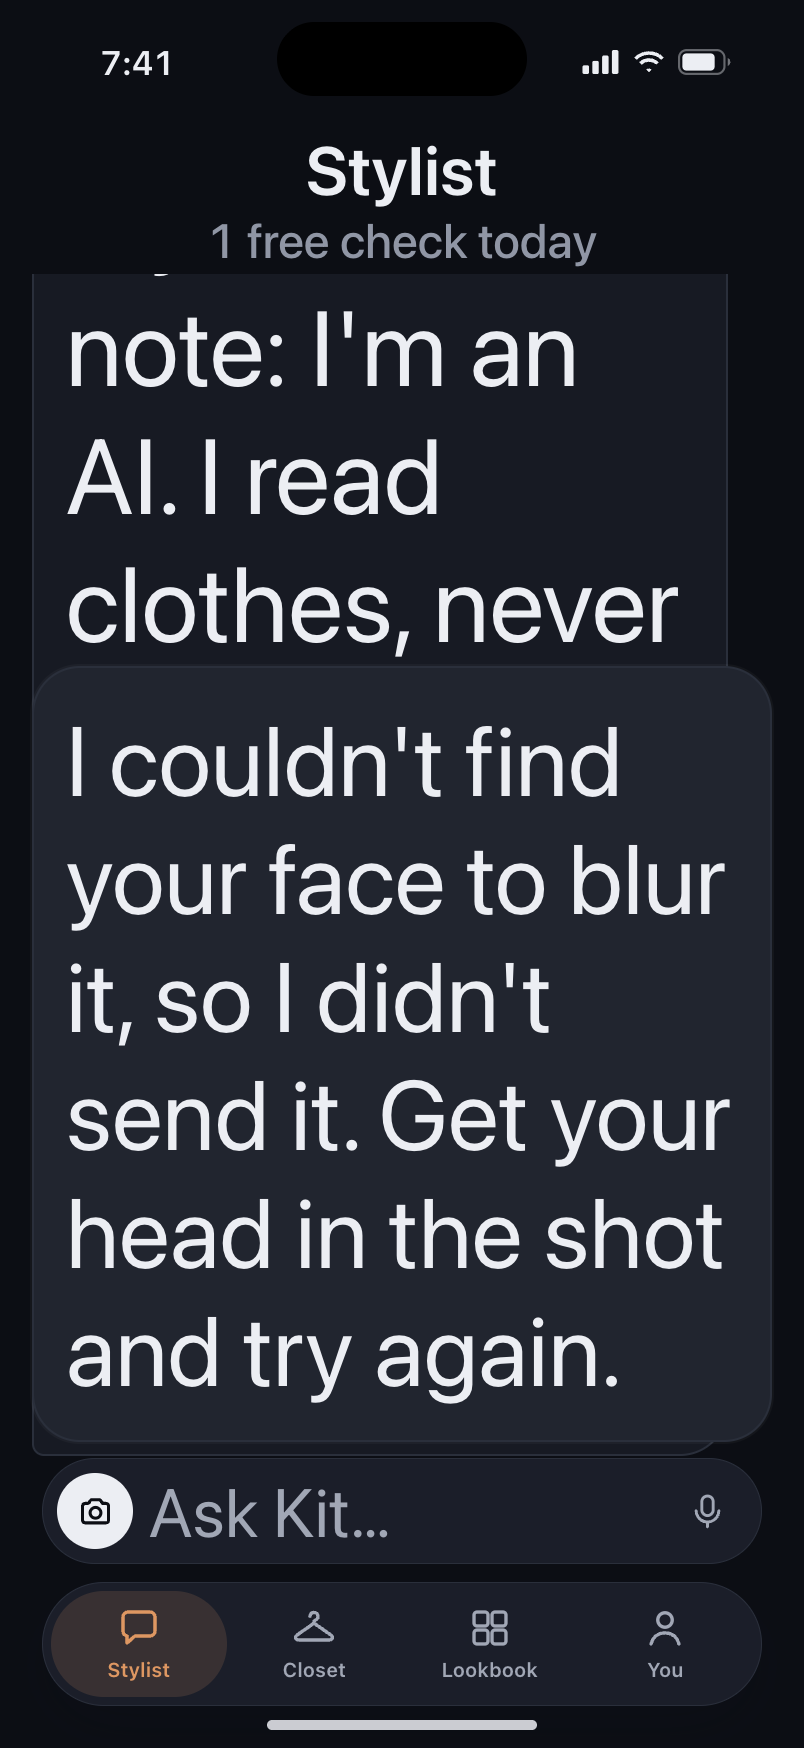 7:41
Stylist
1 free check today
note: I'm an
AI. I read
clothes, never
I couldn't find
your face to blur
it, so I didn't
send it. Get your
head in the shot
and try again.
Ask Kit...
Stylist
Closet
Lookbook
You